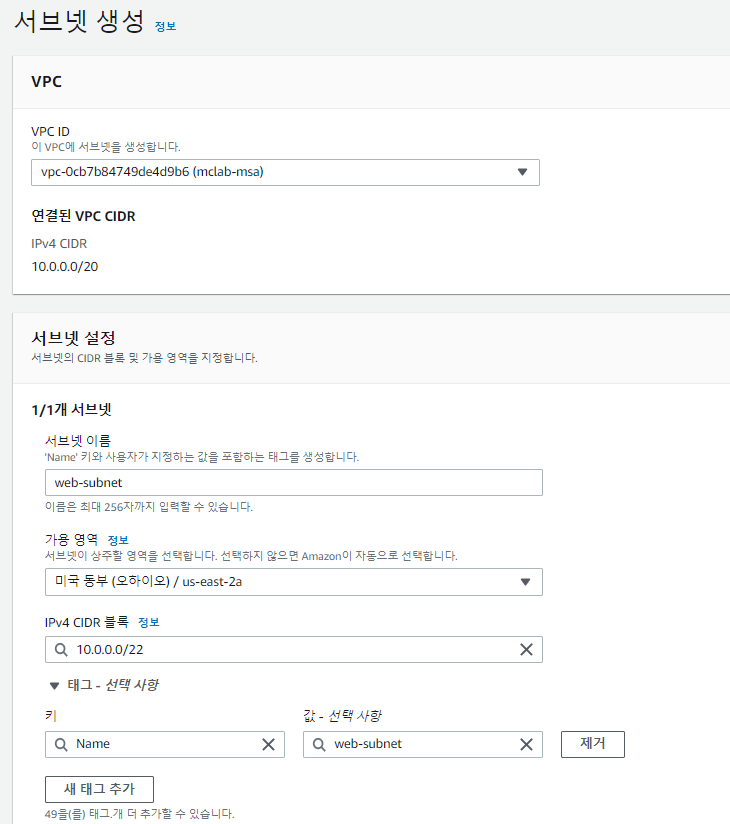 서브넷 생성 정보
VPC
VPC ID
이 VPC에 서브넷을 생성합니다.
vpc-0cb7b84749de4d9b6 (mclab-msa)
연결된 VPC CIDR
IPv4 CIDR
10.0.0.0/20
서브넷 설정
서브넷의 CIDR 블록 및 가용 영역을 지정합니다.
1/1개 서브넷
서브넷 이름
'Name' 키와 사용자가 지정하는 값을 포함하는 태그를 생성합니다.
web-subnet
이름은 최대 256자까지 입력할 수 있습니다.
가용 영역 정보
서브넷이 상주할 영역을 선택합니다. 선택하지 않으면 Amazon이 자동으로 선택합니다.
미국 동부 (오하이오) / us-east-2a
IPv4 CIDR 블록 정보
10.0.0.0/22
태그 - 선택 사항
키 값 - 선택 사항
Name web-subnet 제거
새 태그 추가
49을(를) 태그.개 더 추가할 수 있습니다.